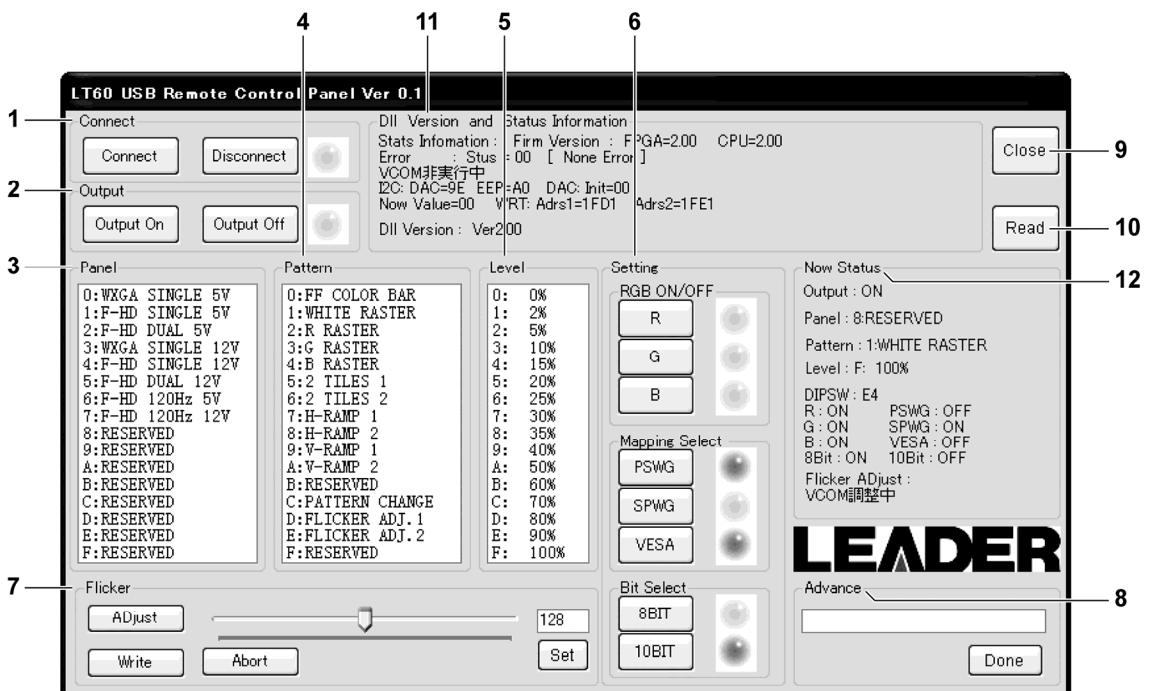 4 11 5 6
LT60 USB Remote Control Panel Ver 0.1
1
Connect
Connect Disconnect
2
Output
Output On Output Off
Dll Version and Status Information
Stats Infomation : Firm Version : FPGA=2.00 CPU=2.00
Error : Stus = 00 [ None Error ]
VCOM非実行中
I2C: DAC=9E EEP=A0 DAC: Init=00
Now Value=00 WRT: Adrs1=1FD1 Adrs2=1FE1
Dll Version : Ver2.00
Close 9
Read 10
3
Panel
0:WXGA SINGLE 5V
1:F-HD SINGLE 5V
2:F-HD DUAL 5V
3:WXGA SINGLE 12V
4:F-HD SINGLE 12V
5:F-HD DUAL 12V
6:F-HD 120Hz 5V
7:F-HD 120Hz 12V
8:RESERVED
9:RESERVED
A:RESERVED
B:RESERVED
C:RESERVED
D:RESERVED
E:RESERVED
F:RESERVED
Pattern
0:FF COLOR BAR
1:WHITE RASTER
2:R RASTER
3:G RASTER
4:B RASTER
5:2 TILES 1
6:2 TILES 2
7:H-RAMP 1
8:H-RAMP 2
9:V-RAMP 1
A:V-RAMP 2
B:RESERVED
C:PATTERN CHANGE
D:FLICKER ADJ.1
E:FLICKER ADJ.2
F:RESERVED
Level
0: 0%
1: 2%
2: 5%
3: 10%
4: 15%
5: 20%
6: 25%
7: 30%
8: 35%
9: 40%
A: 50%
B: 60%
C: 70%
D: 80%
E: 90%
F: 100%
Setting
RGB ON/OFF
R
G
B
Mapping Select
PSWG
SPWG
VESA
Bit Select
8BIT
10BIT
Now Status
12
Output : ON
Panel : 8:RESERVED
Pattern : 1:WHITE RASTER
Level : F: 100%
DIPSW : E4
R : ON PSWG : OFF
G : ON SPWG : ON
B : ON VESA : OFF
8Bit : ON 10Bit : OFF
Flicker ADjust :
VCOM調整中
LEADER
7
Flicker
ADjust 128
Write Abort Set
Advance
8
Done